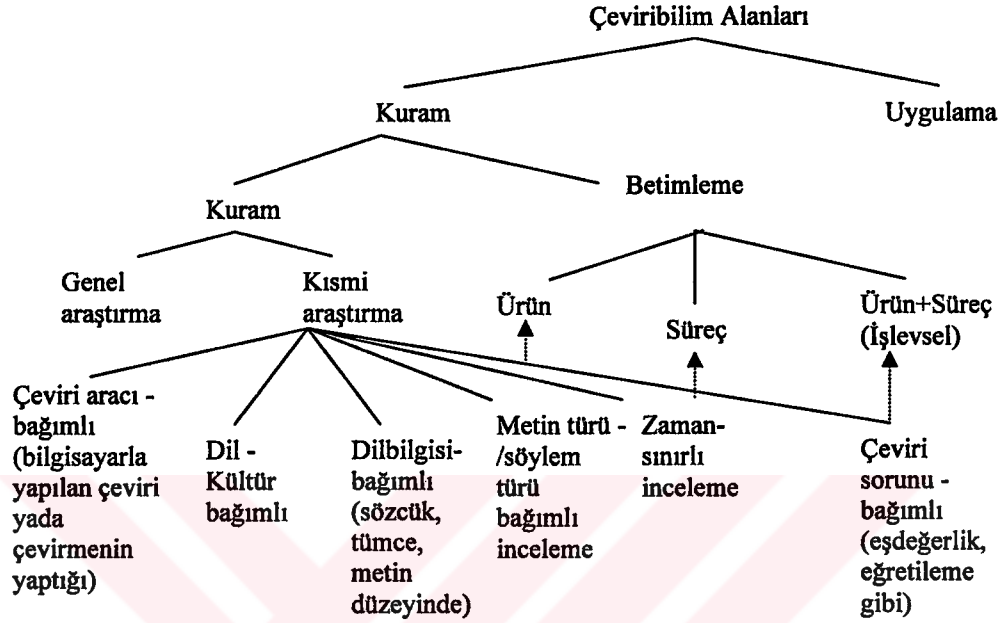 Çeviribilim Alanları
Kuram
Uygulama
Kuram
Betimleme
Genel
araştırma
Kısmi
araştırma
Ürün
Süreç
Ürün+Süreç
(İşlevsel)
Çeviri aracı -
bağımlı
(bilgisayarla
yapılan çeviri
yada
çevirmenin
yaptığı)
Dil -
Kültür
bağımlı
Dilbilgisi-
bağımlı
(sözcük,
tümce,
metin
düzeyinde)
Metin türü -
/söylem
türü
bağımlı
inceleme
Zaman-
sınırlı
inceleme
Çeviri
sorunu -
bağımlı
(eşdeğerlik,
eğretileme
gibi)